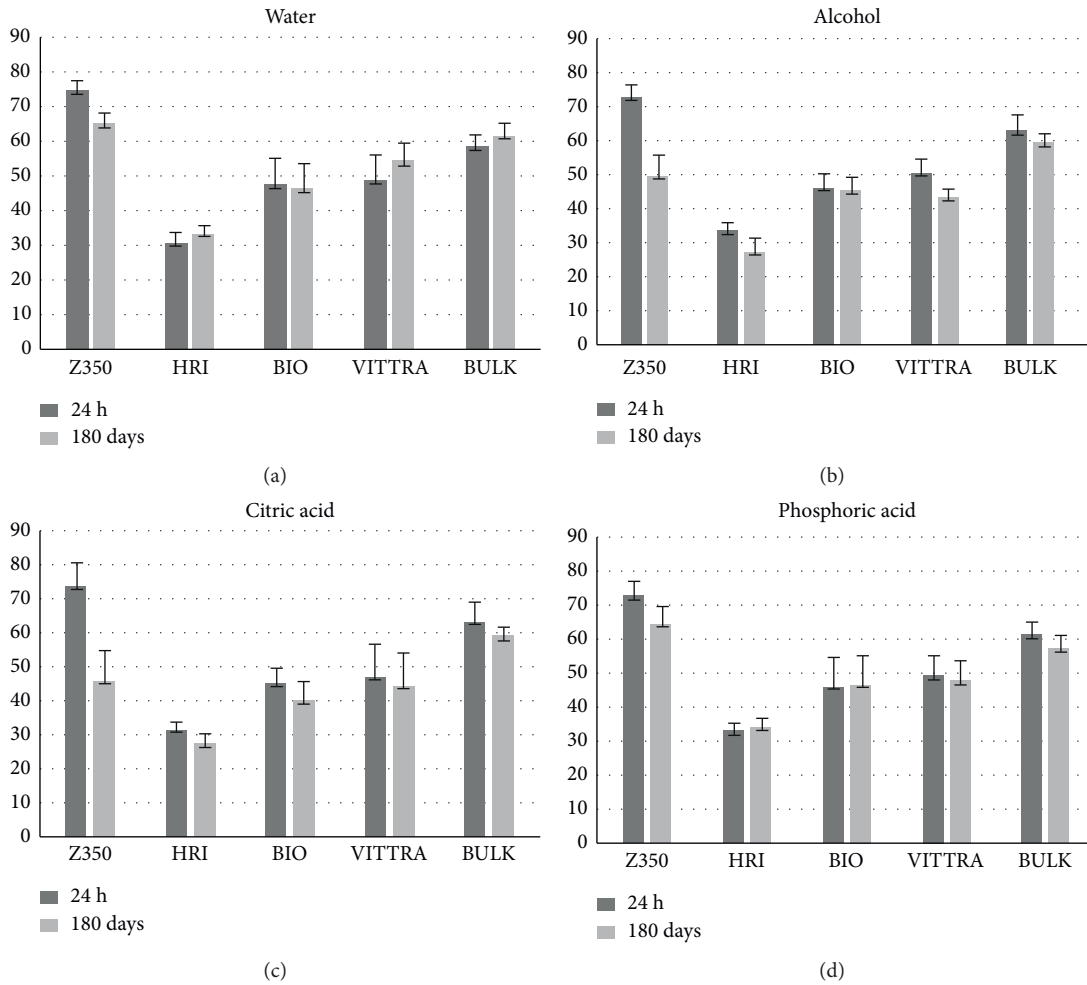 Water
90
80
70
60
50
40
30
20
10
0
Z350 HRI BIO VITTRA BULK
24 h
180 days
(a)
Alcohol
90
80
70
60
50
40
30
20
10
0
Z350 HRI BIO VITTRA BULK
24 h
180 days
(b)
Citric acid
90
80
70
60
50
40
30
20
10
0
Z350 HRI BIO VITTRA BULK
24 h
180 days
(c)
Phosphoric acid
90
80
70
60
50
40
30
20
10
0
Z350 HRI BIO VITTRA BULK
24 h
180 days
(d)